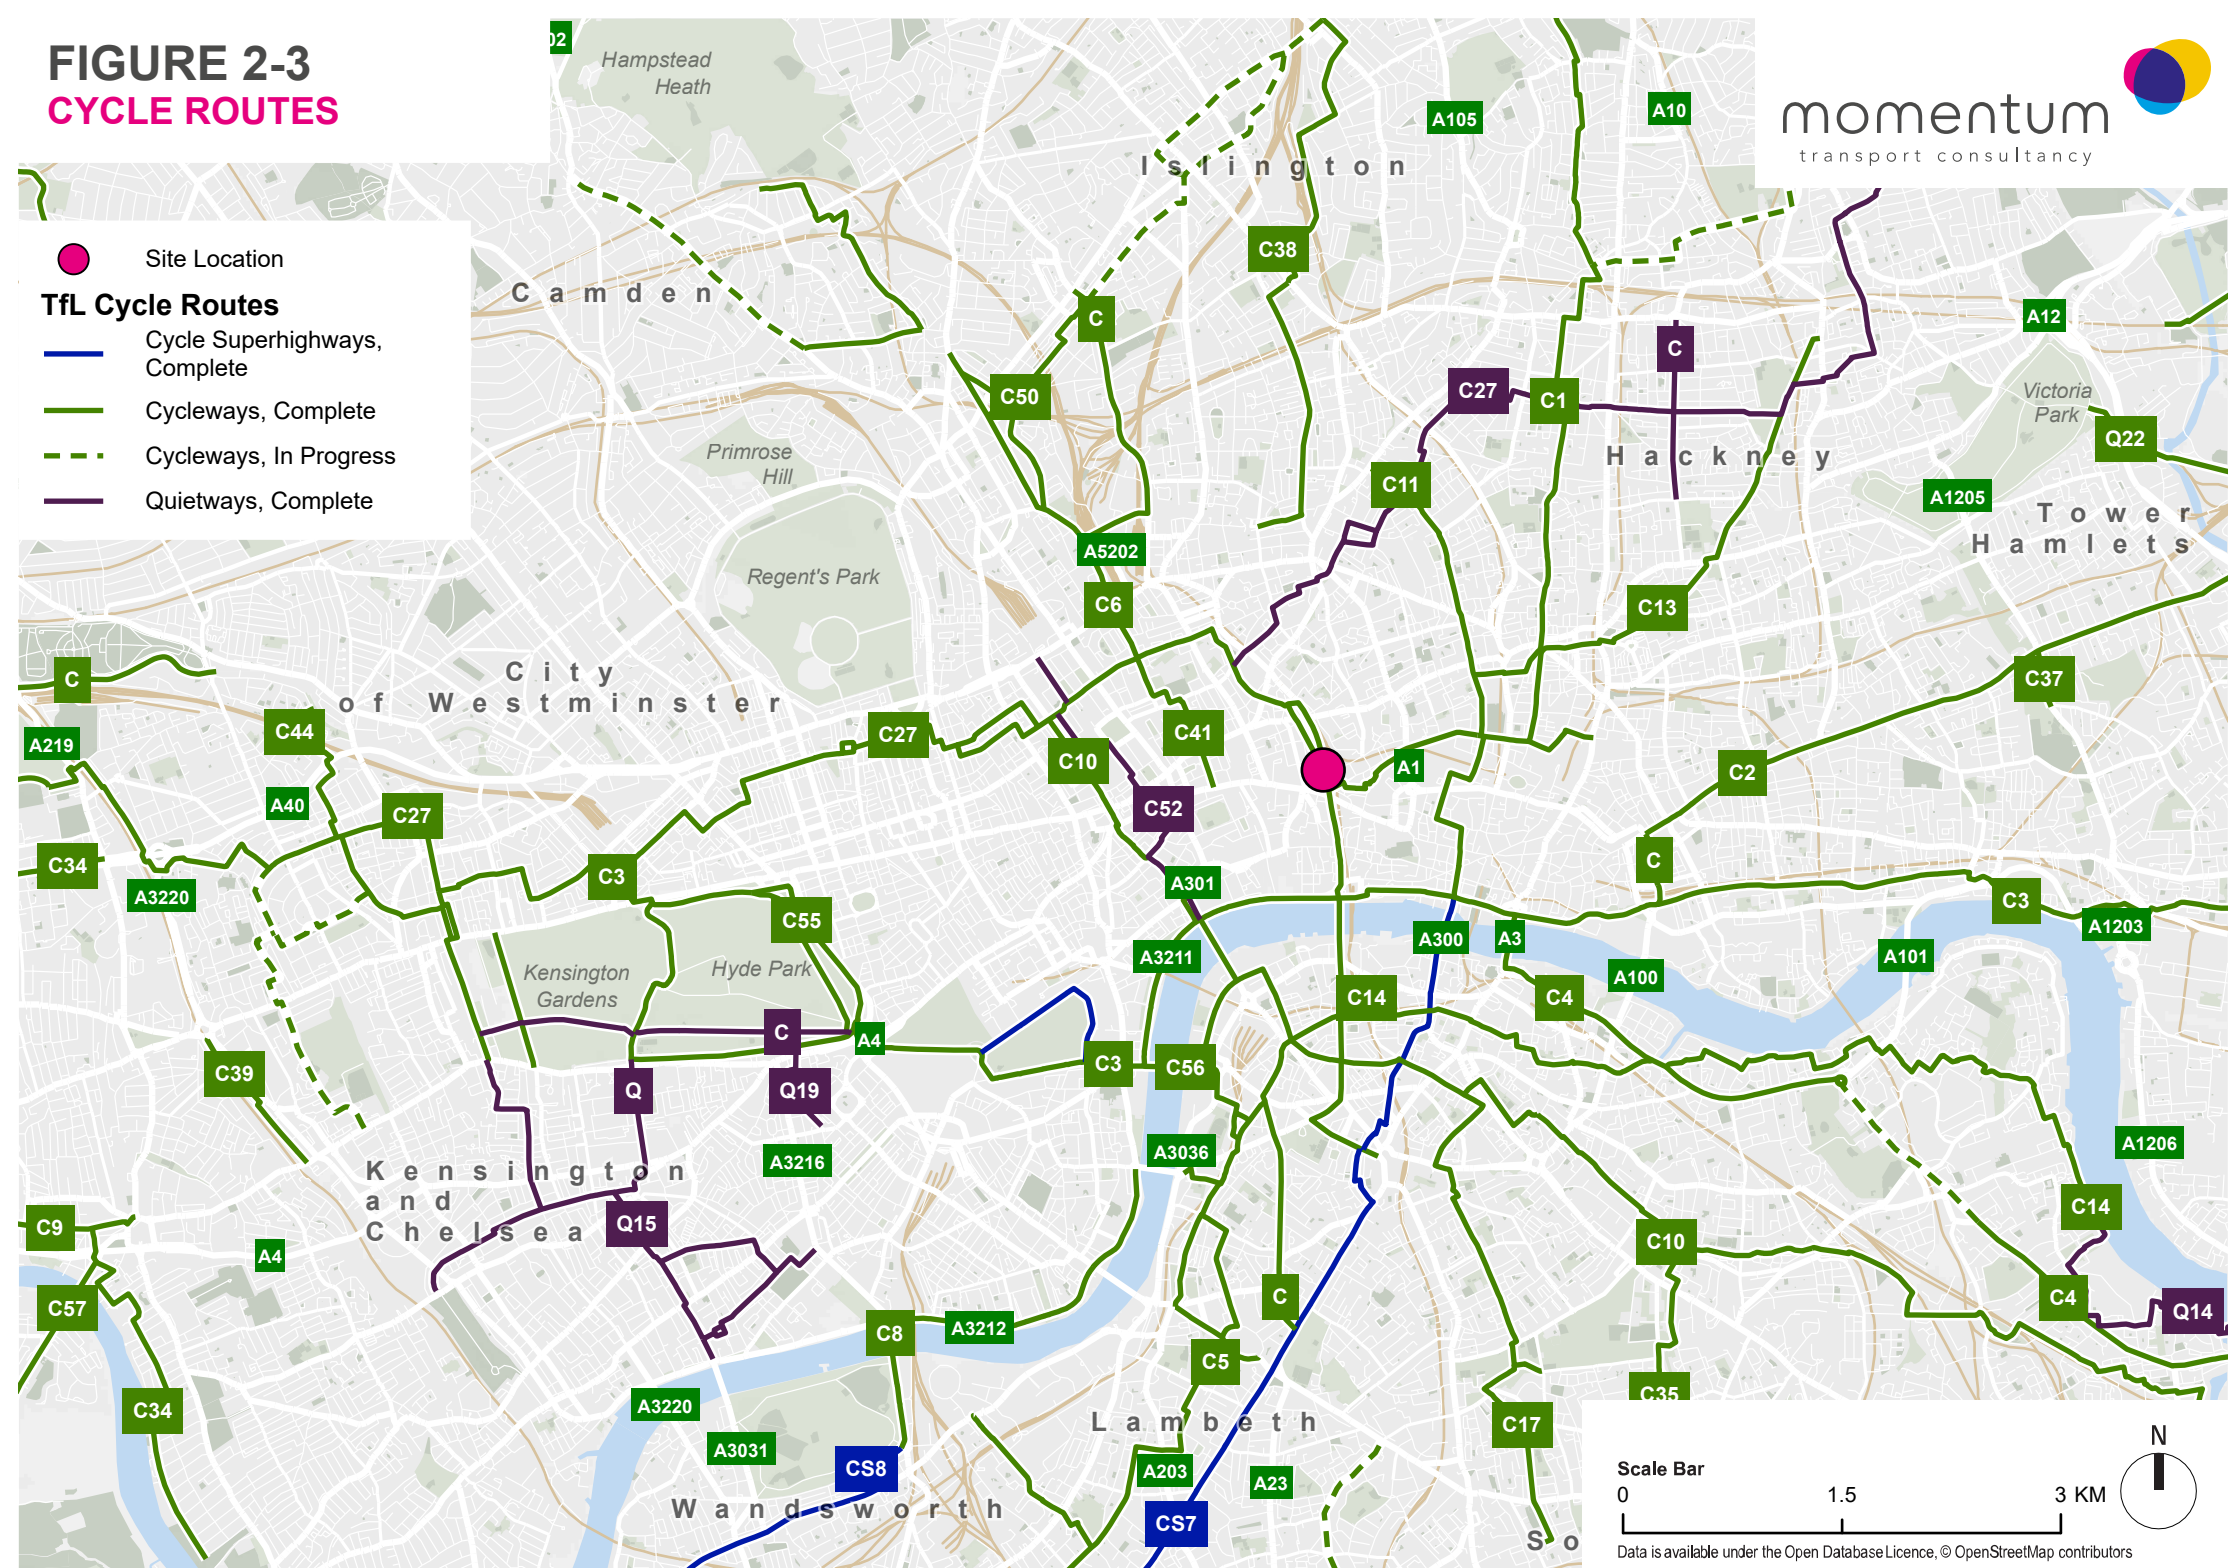 FIGURE 2-3
CYCLE ROUTES
momentum
transport consultancy
Site Location
TfL Cycle Routes
Cycle Superhighways,
Complete
Cycleways, Complete
Cycleways, In Progress
Quietways, Complete
02
Hampstead
Heath
A105
A10
Islington
C38
Camden
C
A12
C
C50
C27
C1
Victoria
Park
Q22
Primrose
Hill
Hackney
C11
A1205
Tower
Hamlets
A5202
Regent's Park
C6
C13
City
of Westminster
C
C37
C44
A219
C27
C41
C10
A1
C2
A40
C27
C52
C34
C3
C
A3220
A301
C3
C55
A1203
A300
A3
A3211
A101
Kensington
Gardens
Hyde Park
A100
C14
C4
C
A4
C3
C56
C39
Q
Q19
A3036
A1206
A3216
Kensington
and
Chelsea
C14
C9
Q15
C10
A4
C57
C
C4
Q14
C8
A3212
C5
C35
C34
A3220
Lambeth
C17
A3031
CS8
A203
A23
Wandsworth
CS7
So
N
Scale Bar
0 1.5 3 KM
Data is available under the Open Database Licence, © OpenStreetMap contributors